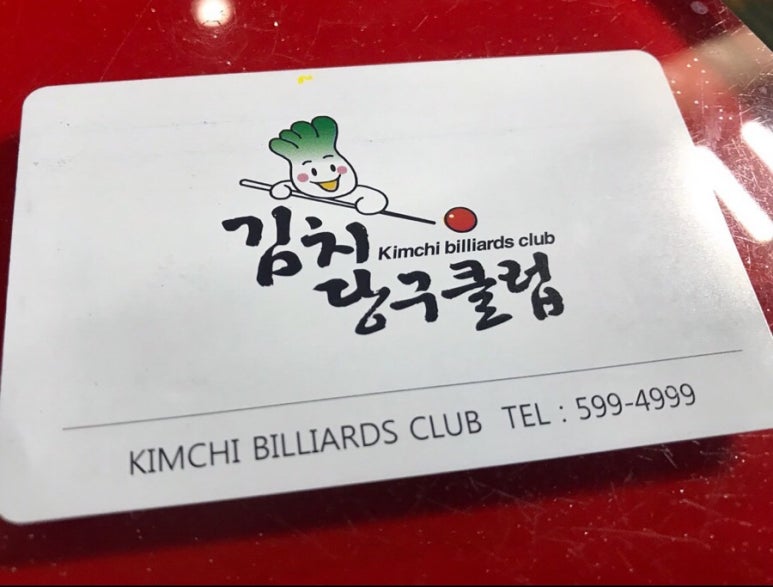 김치
Kimchi billiards club
당구클럽
KIMCHI BILLIARDS CLUB TEL : 599-4999